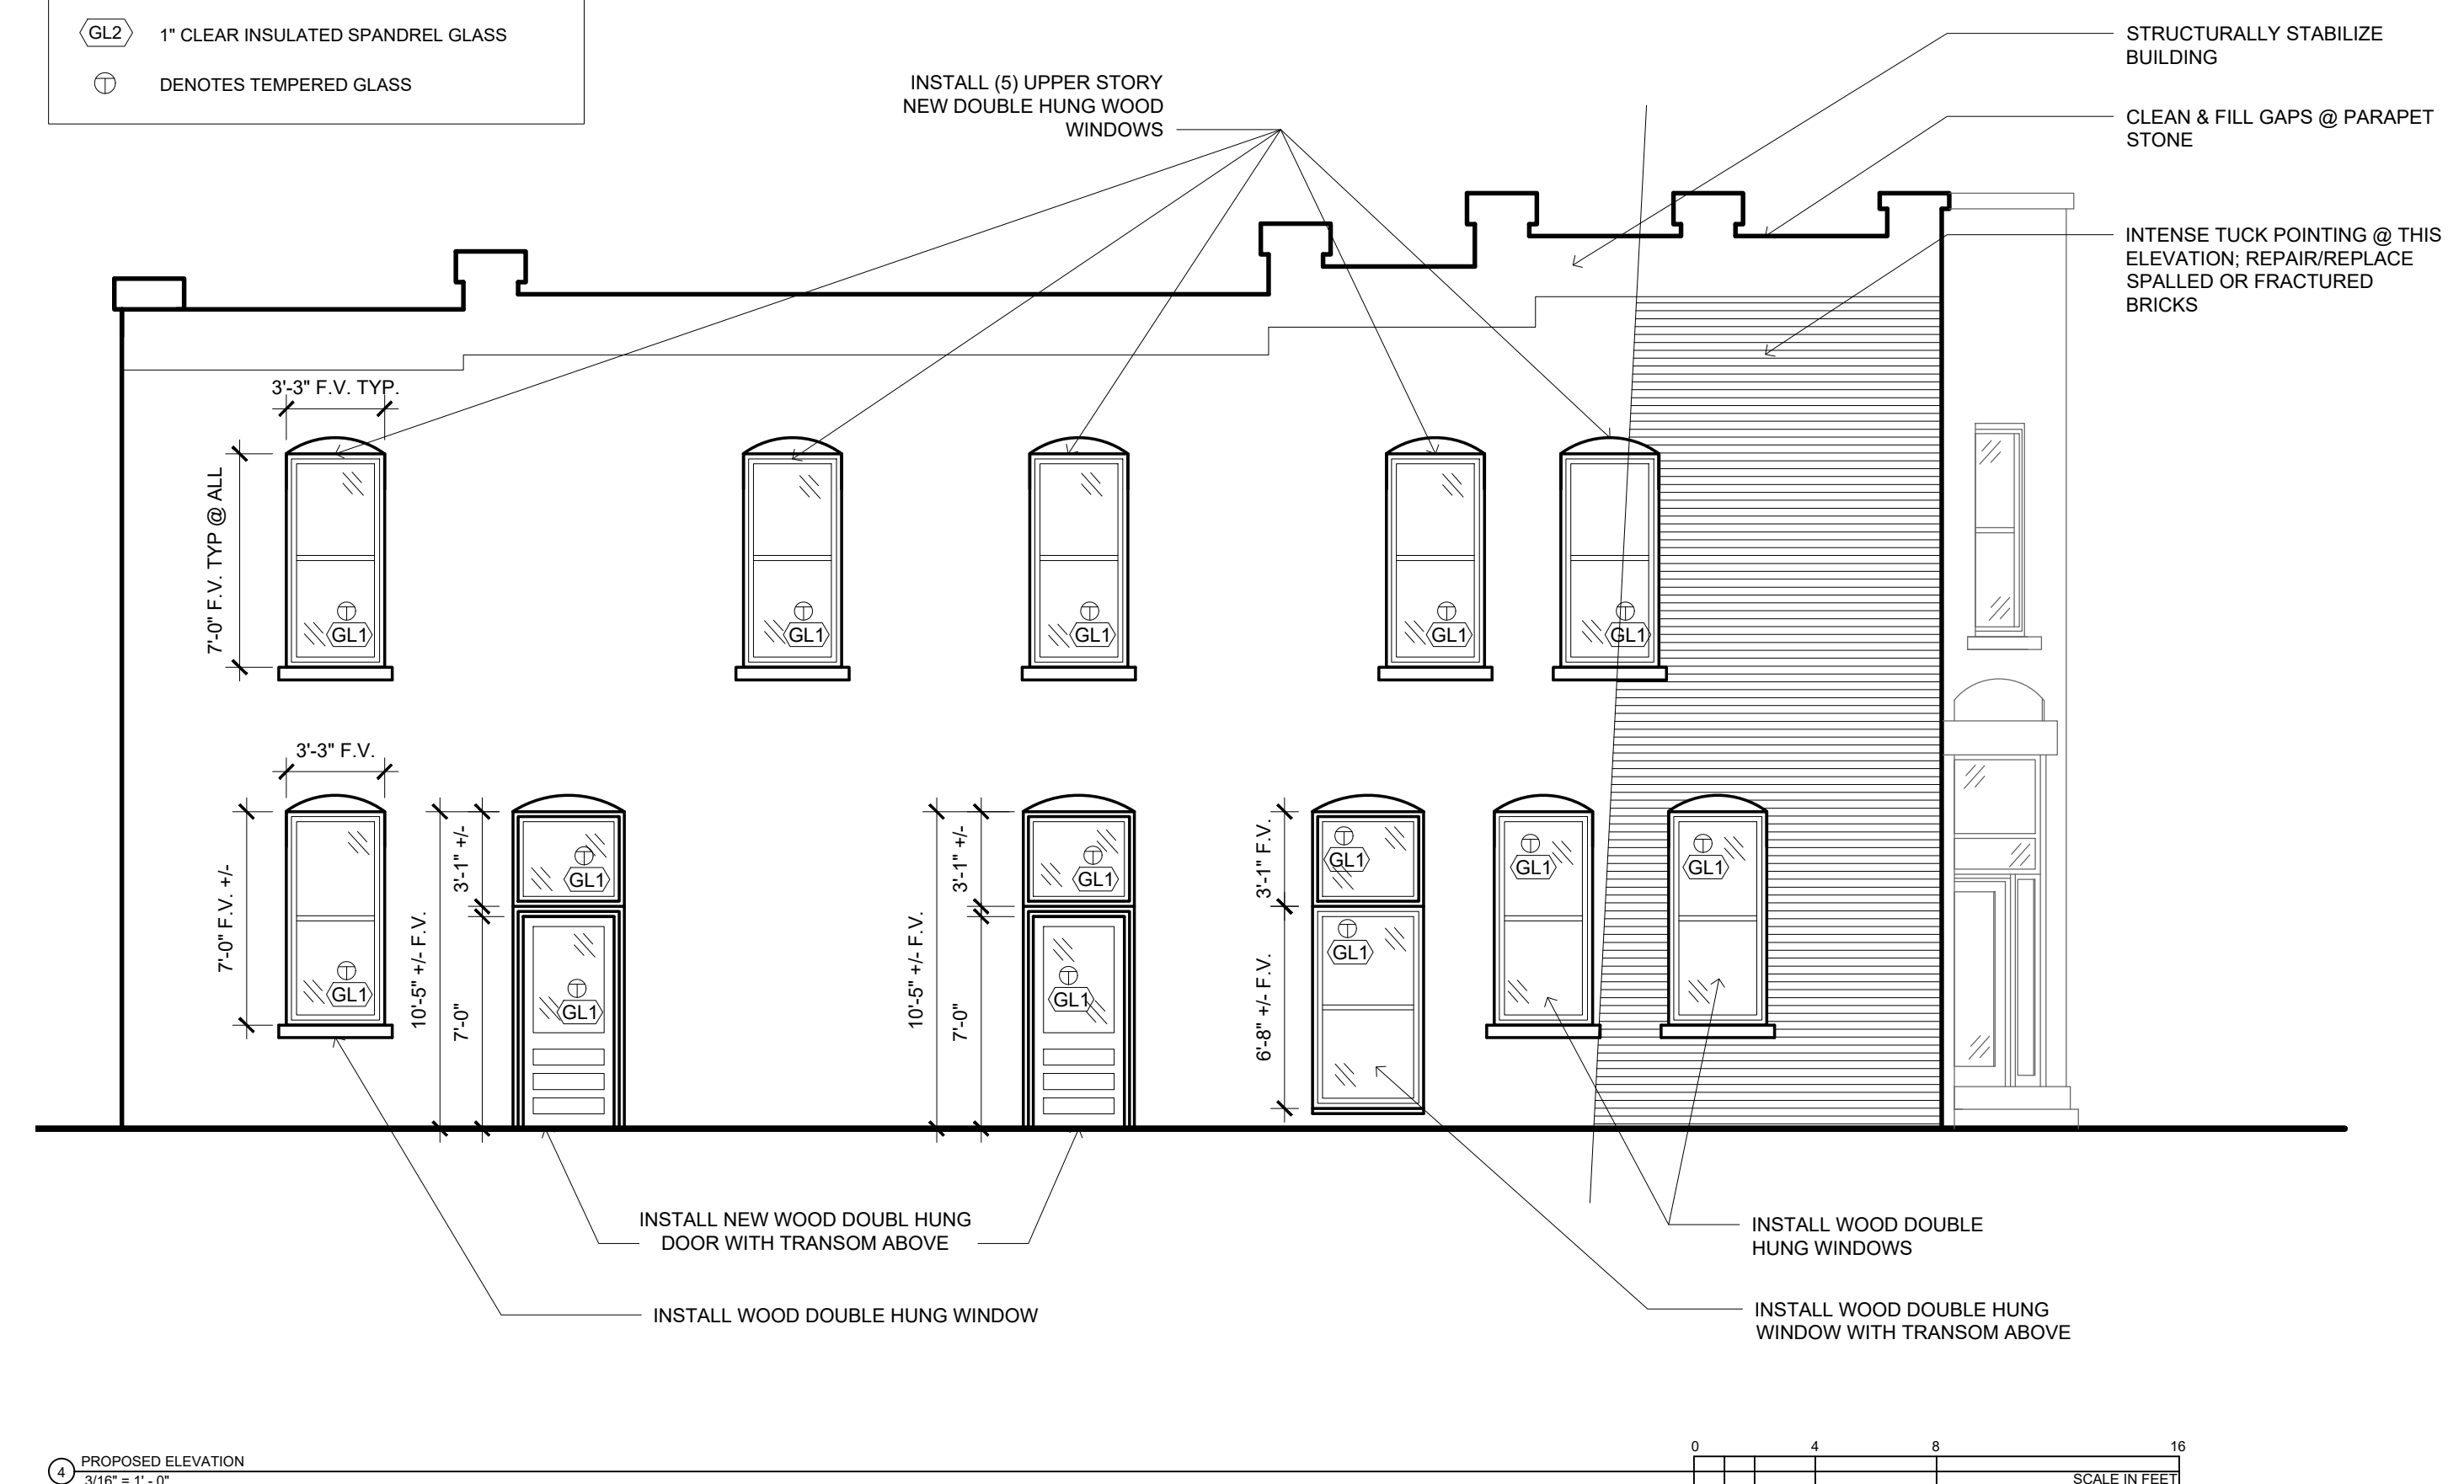 GL2
1" CLEAR INSULATED SPANDREL GLASS
T
DENOTES TEMPERED GLASS
INSTALL (5) UPPER STORY
NEW DOUBLE HUNG WOOD
WINDOWS
STRUCTURALLY STABILIZE
BUILDING
CLEAN & FILL GAPS @ PARAPET
STONE
INTENSE TUCK POINTING @ THIS
ELEVATION; REPAIR/REPLACE
SPALLED OR FRACTURED
BRICKS
3'-3" F.V. TYP.
7'-0" F.V. TYP @ ALL
T
GL1
T
GL1
T
GL1
T
GL1
T
GL1
3'-3" F.V.
7'-0" F.V. +/-
T
GL1
10'-5" +/- F.V.
3'-1" +/-
7'-0"
T
GL1
T
GL1
10'-5" +/- F.V.
3'-1" +/-
7'-0"
T
GL1
T
GL1
3'-1" F.V.
6'-8" +/- F.V.
T
GL1
T
GL1
T
GL1
T
GL1
INSTALL NEW WOOD DOUBL HUNG
DOOR WITH TRANSOM ABOVE
INSTALL WOOD DOUBLE HUNG WINDOW
INSTALL WOOD DOUBLE
HUNG WINDOWS
INSTALL WOOD DOUBLE HUNG
WINDOW WITH TRANSOM ABOVE
4
PROPOSED ELEVATION
3/16" = 1' - 0"
0 4 8 16
SCALE IN FEET